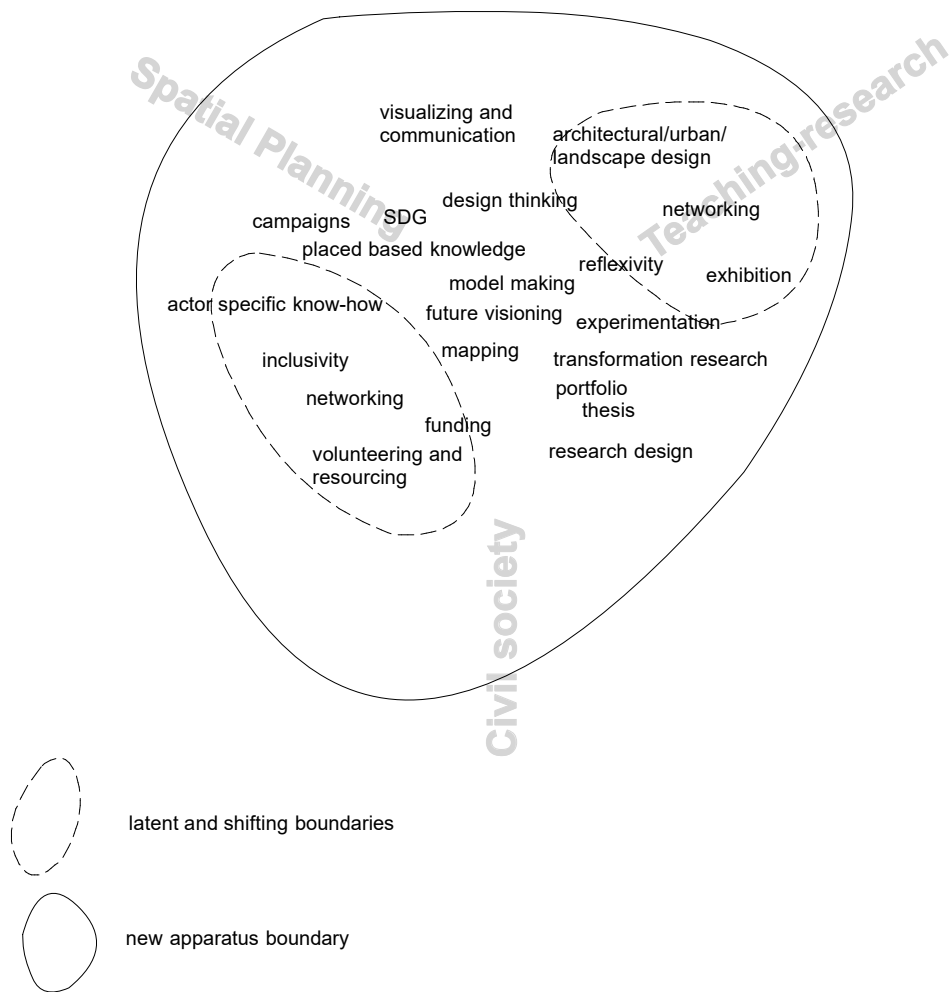 Spatial Planning
Teaching-research
visualizing and
communication
architectural/urban/
landscape design
design thinking
networking
campaigns
SDG
placed based knowledge
reflexivity
exhibition
model making
actor specific know-how
future visioning
experimentation
inclusivity
mapping
transformation research
networking
portfolio
thesis
funding
volunteering and
resourcing
research design
Civil society
latent and shifting boundaries
new apparatus boundary